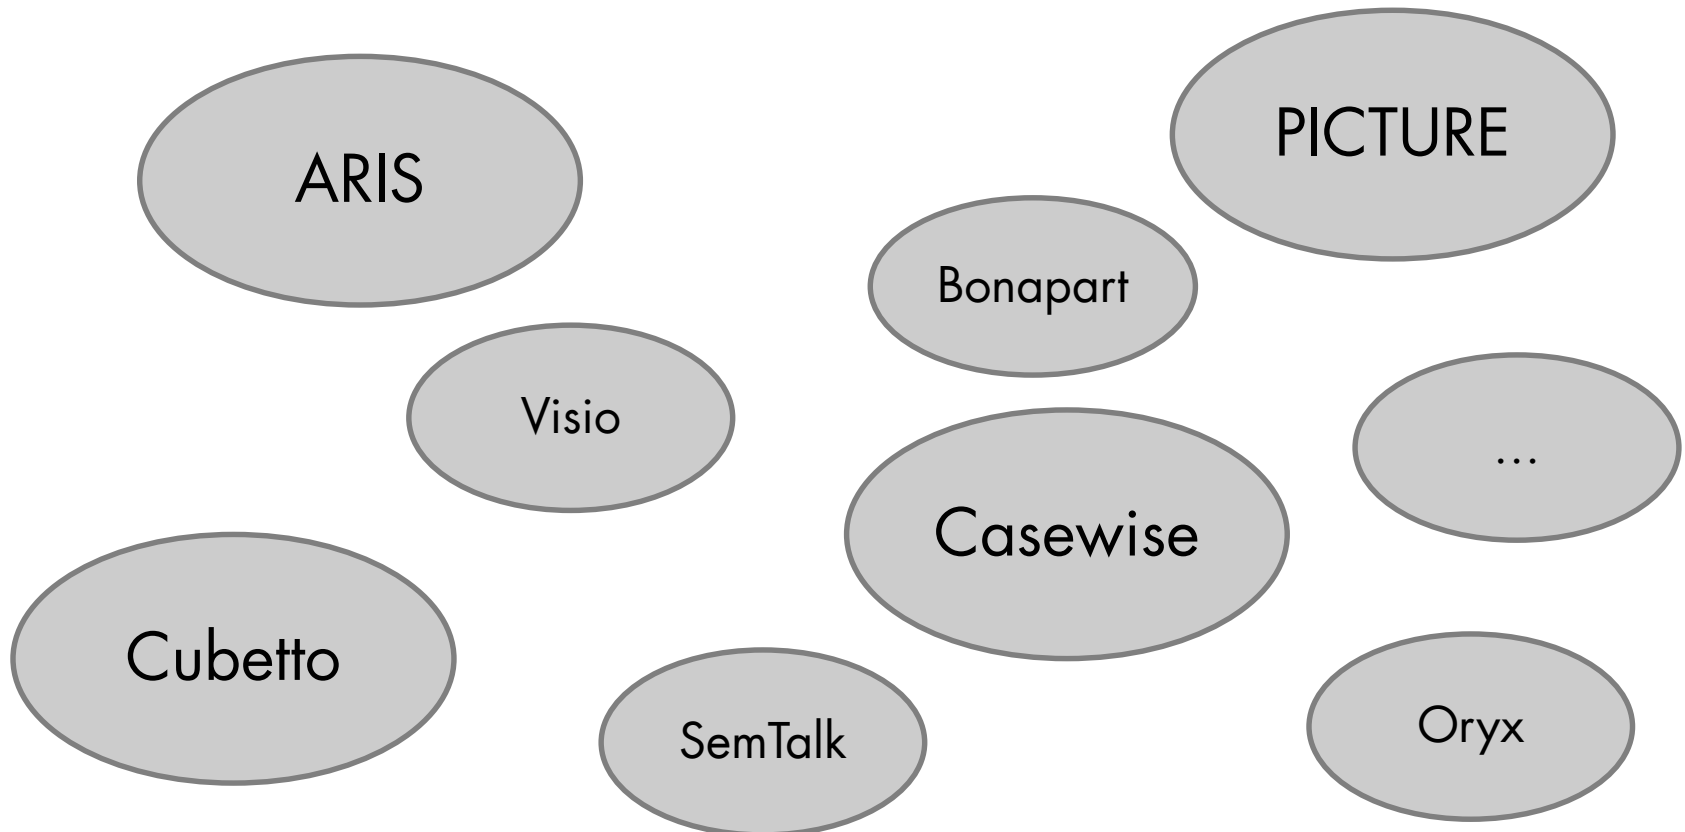 PICTURE
ARIS
Bonapart
Visio
...
Casewise
Cubetto
Oryx
SemTalk